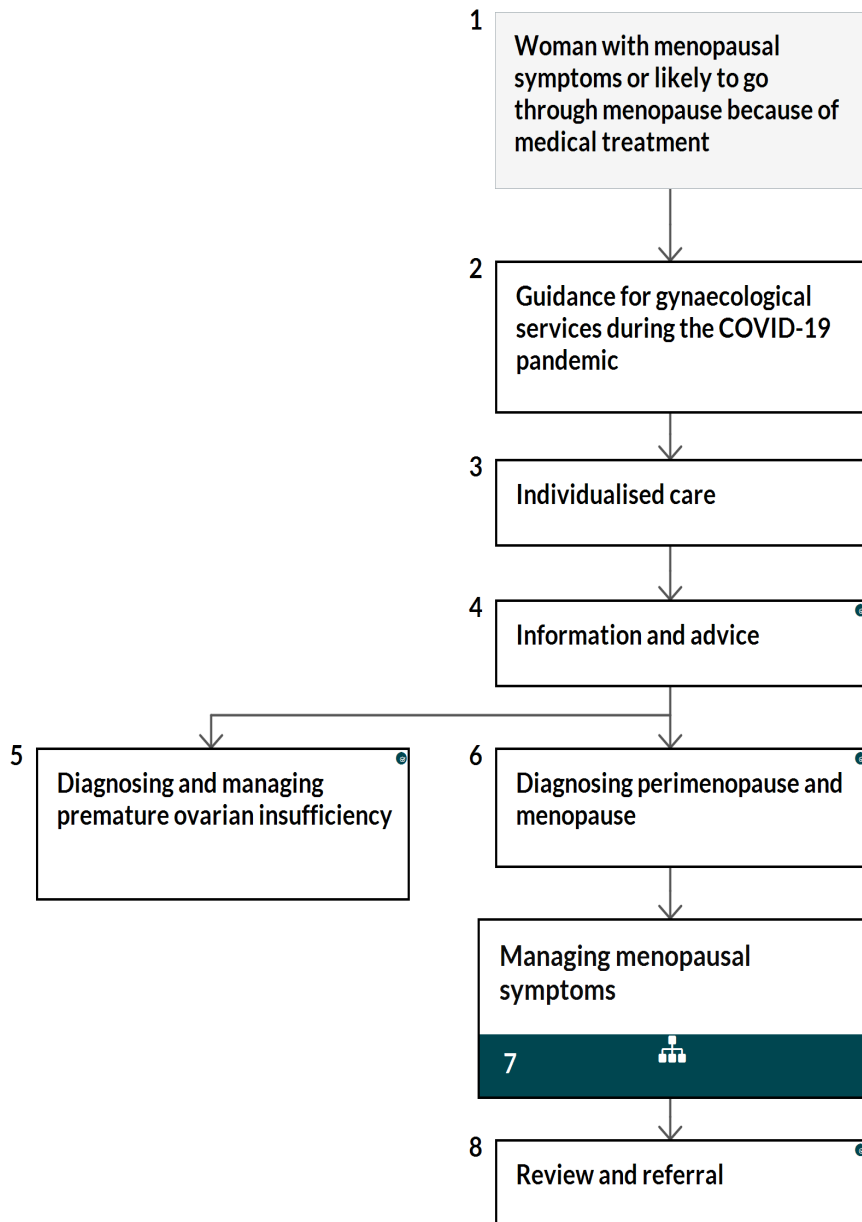 1
Woman with menopausal
symptoms or likely to go
through menopause because of
medical treatment
2
Guidance for gynaecological
services during the COVID-19
pandemic
3
Individualised care
4
Information and advice
5
Diagnosing and managing
premature ovarian insufficiency
6
Diagnosing perimenopause and
menopause
Managing menopausal
symptoms
7
8
Review and referral